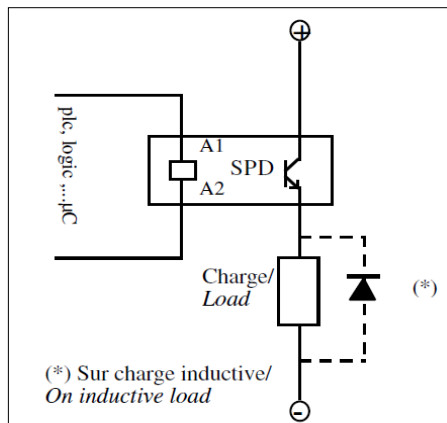 +
plc, logic ....µC
A1
SPD
A2
Charge/
Load
(*)
(*) Sur charge inductive/
On inductive load
-